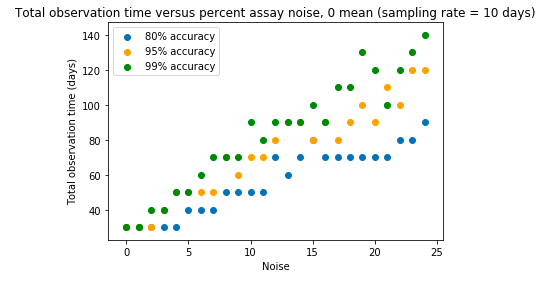 Total observation time versus percent assay noise, 0 mean (sampling rate = 10 days)
80% accuracy
95% accuracy
99% accuracy
Total observation time (days)
140
120
100
80
60
40
0
5
10
15
20
25
Noise